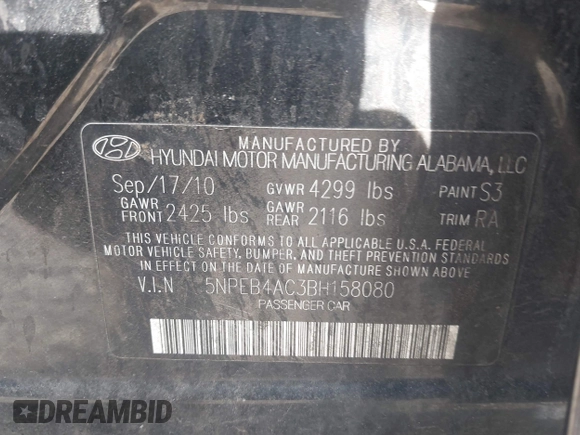 MANUFACTURED BY
HYUNDAI MOTOR MANUFACTURING ALABAMA, LLC
Sep/17/10 GVWR 4299 lbs PAINT S3
GAWR FRONT 2425 lbs GAWR REAR 2116 lbs TRIM RA
THIS VEHICLE CONFORMS TO ALL APPLICABLE U.S.A. FEDERAL
MOTOR VEHICLE SAFETY, BUMPER, AND THEFT PREVENTION STANDARDS
IN EFFECT ON THE DATE OF MANUFACTURE SHOWN ABOVE.
V.I.N 5NPEB4AC3BH158080
PASSENGER CAR
DREAMBID